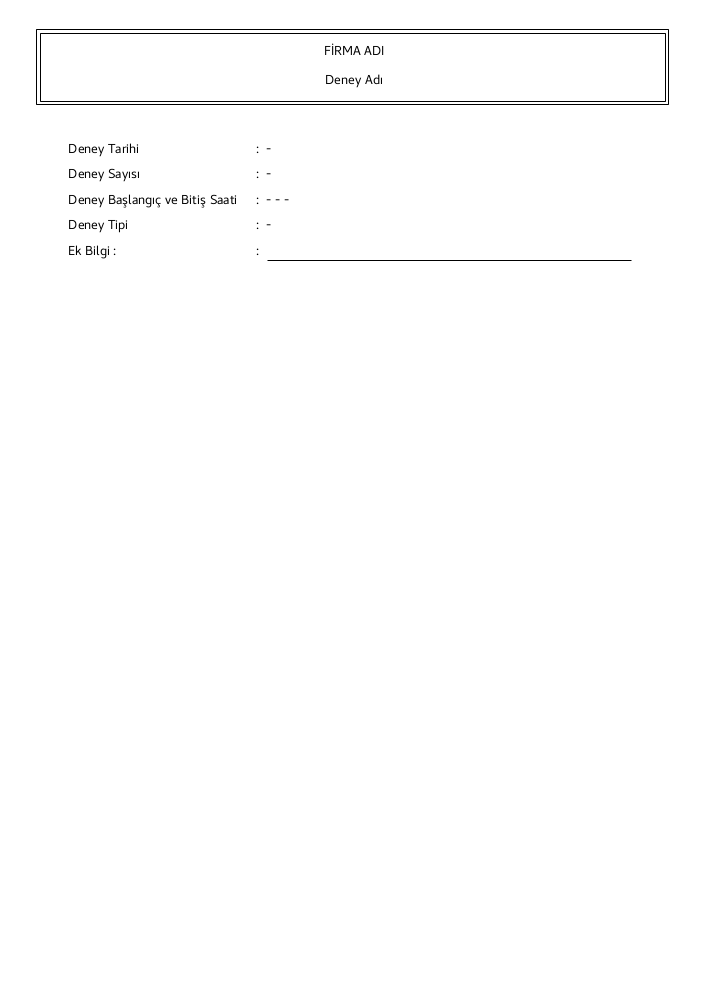 FİRMA ADI
Deney Adı
Deney Tarihi : -
Deney Sayısı : -
Deney Başlangıç ve Bitiş Saati : - - -
Deney Tipi : -
Ek Bilgi : :